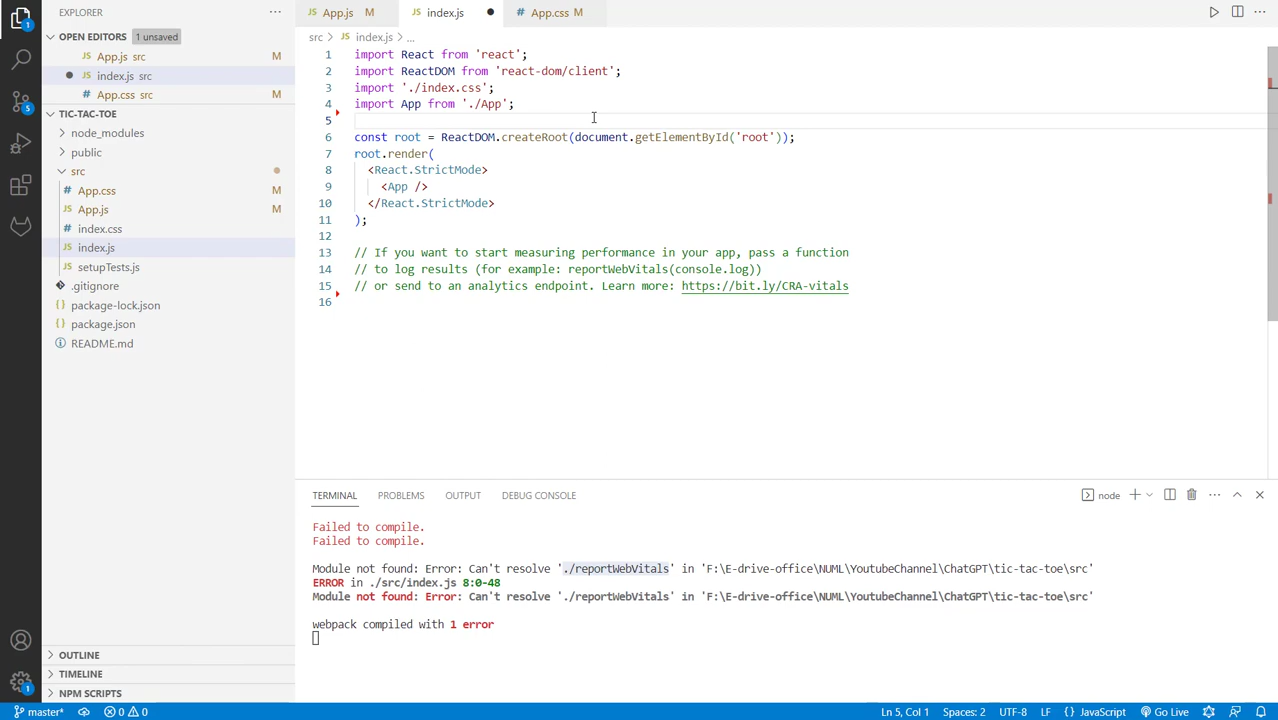 EXPLORER
···
JS App.js M
JS index.js ●
# App.css M
···
OPEN EDITORS 1 unsaved
JS App.js src M
● JS index.js src
# App.css src M
TIC-TAC-TOE
node_modules
public
src
# App.css M
JS App.js M
# index.css
JS index.js
JS setupTests.js
.gitignore
{} package-lock.json
{} package.json
README.md
OUTLINE
TIMELINE
NPM SCRIPTS
src > JS index.js > ...
1 import React from 'react';
2 import ReactDOM from 'react-dom/client';
3 import './index.css';
4 import App from './App';
5
6 const root = ReactDOM.createRoot(document.getElementById('root'));
7 root.render(
8 <React.StrictMode>
9 <App />
10 </React.StrictMode>
11 );
12
13 // If you want to start measuring performance in your app, pass a function
14 // to log results (for example: reportWebVitals(console.log))
15 // or send to an analytics endpoint. Learn more: https://bit.ly/CRA-vitals
16
TERMINAL PROBLEMS OUTPUT DEBUG CONSOLE
node
Failed to compile.
Failed to compile.
Module not found: Error: Can't resolve './reportWebVitals' in 'F:\E-drive-office\NUML\YoutubeChannel\ChatGPT\tic-tac-toe\src'
ERROR in ./src/index.js 8:0-48
Module not found: Error: Can't resolve './reportWebVitals' in 'F:\E-drive-office\NUML\YoutubeChannel\ChatGPT\tic-tac-toe\src'
webpack compiled with 1 error
1
5
1
master* 0 0
Ln 5, Col 1 Spaces: 2 UTF-8 LF {} JavaScript Go Live